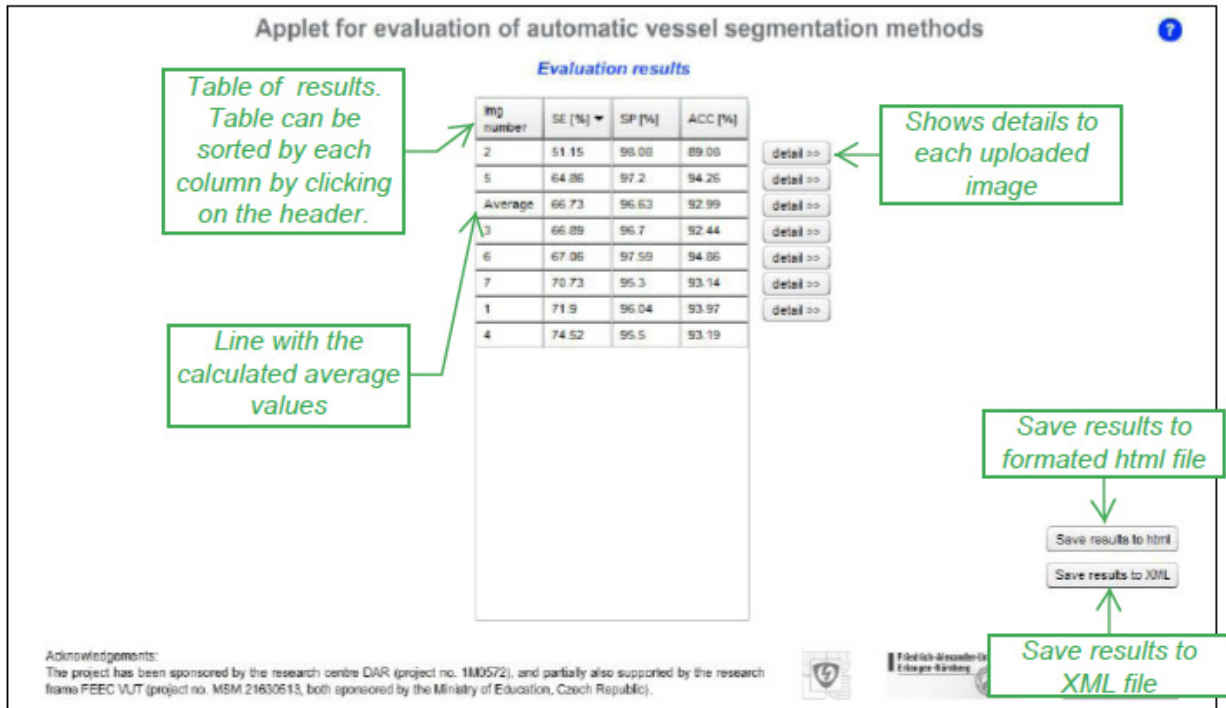 Applet for evaluation of automatic vessel segmentation methods
?
Evaluation results
Table of results.
Table can be
sorted by each
column by clicking
on the header.
Img number SE [%] SP [%] ACC [%]
2 51.15 96.08 89.08 detail >>
5 64.86 97.2 94.26 detail >>
Average 66.73 96.63 92.99 detail >>
3 66.89 96.7 92.44 detail >>
6 67.06 97.59 94.86 detail >>
7 70.73 95.3 93.14 detail >>
1 71.9 96.04 93.97 detail >>
4 74.52 95.5 93.19
Shows details to
each uploaded
image
Line with the
calculated average
values
Save results to
formated html file
Save results to html
Save results to XML
Save results to
XML file
Acknowledgements:
The project has been sponsored by the research centre DAR (project no. 1M0572), and partially also supported by the research
frame FEEC VUT (project no. MSM 21630513, both sponsored by the Ministry of Education, Czech Republic).
Erlangen-Nürnberg